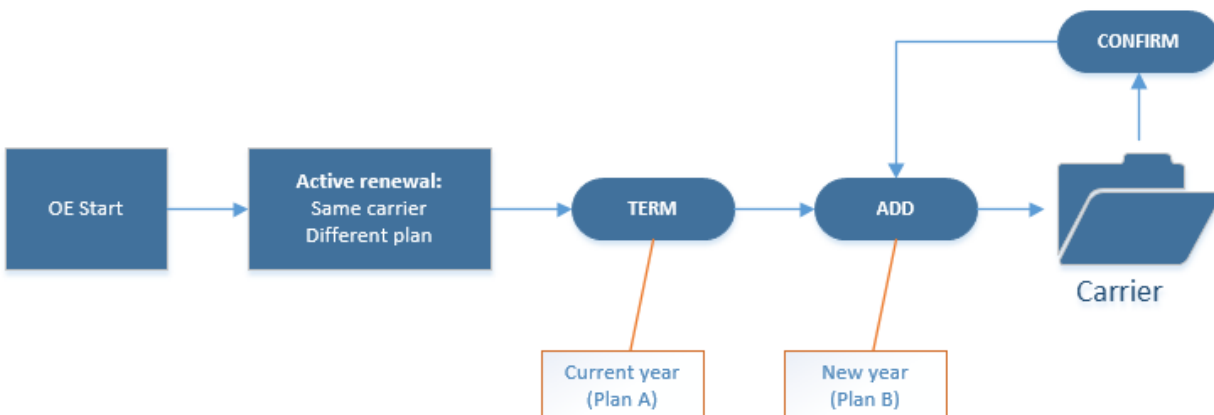 CONFIRM
OE Start
Active renewal:
Same carrier
Different plan
TERM
ADD
Carrier
Current year
(Plan A)
New year
(Plan B)